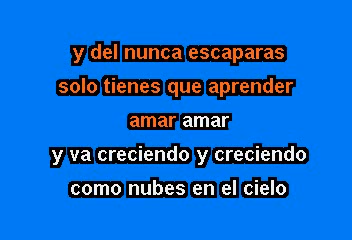 y del nunca escaparas
solo tienes que aprender
amar amar
y va creciendo y creciendo
como nubes en el cielo